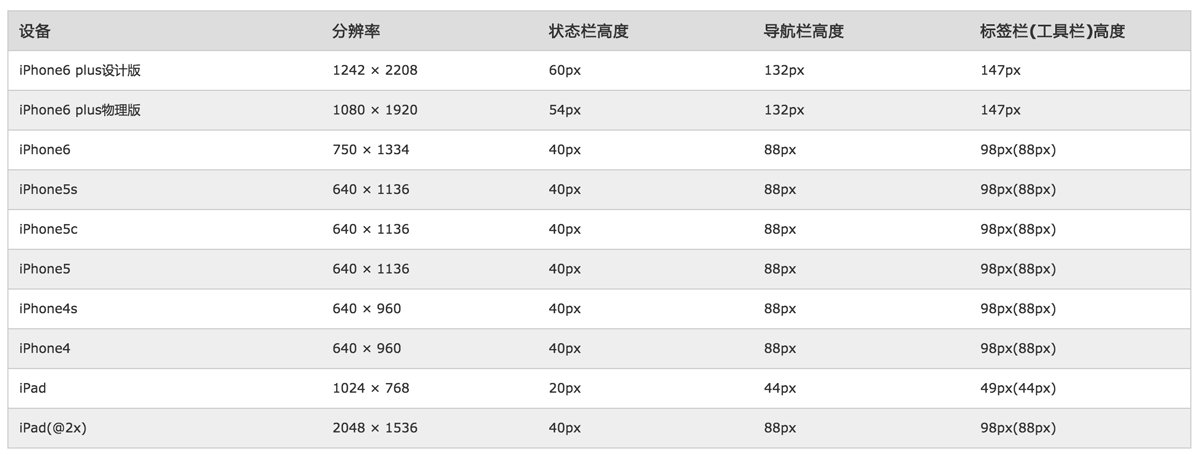 设备 分辨率 状态栏高度 导航栏高度 标签栏(工具栏)高度
iPhone6 plus设计版 1242 × 2208 60px 132px 147px
iPhone6 plus物理版 1080 × 1920 54px 132px 147px
iPhone6 750 × 1334 40px 88px 98px(88px)
iPhone5s 640 × 1136 40px 88px 98px(88px)
iPhone5c 640 × 1136 40px 88px 98px(88px)
iPhone5 640 × 1136 40px 88px 98px(88px)
iPhone4s 640 × 960 40px 88px 98px(88px)
iPhone4 640 × 960 40px 88px 98px(88px)
iPad 1024 × 768 20px 44px 49px(44px)
iPad(@2x) 2048 × 1536 40px 88px 98px(88px)